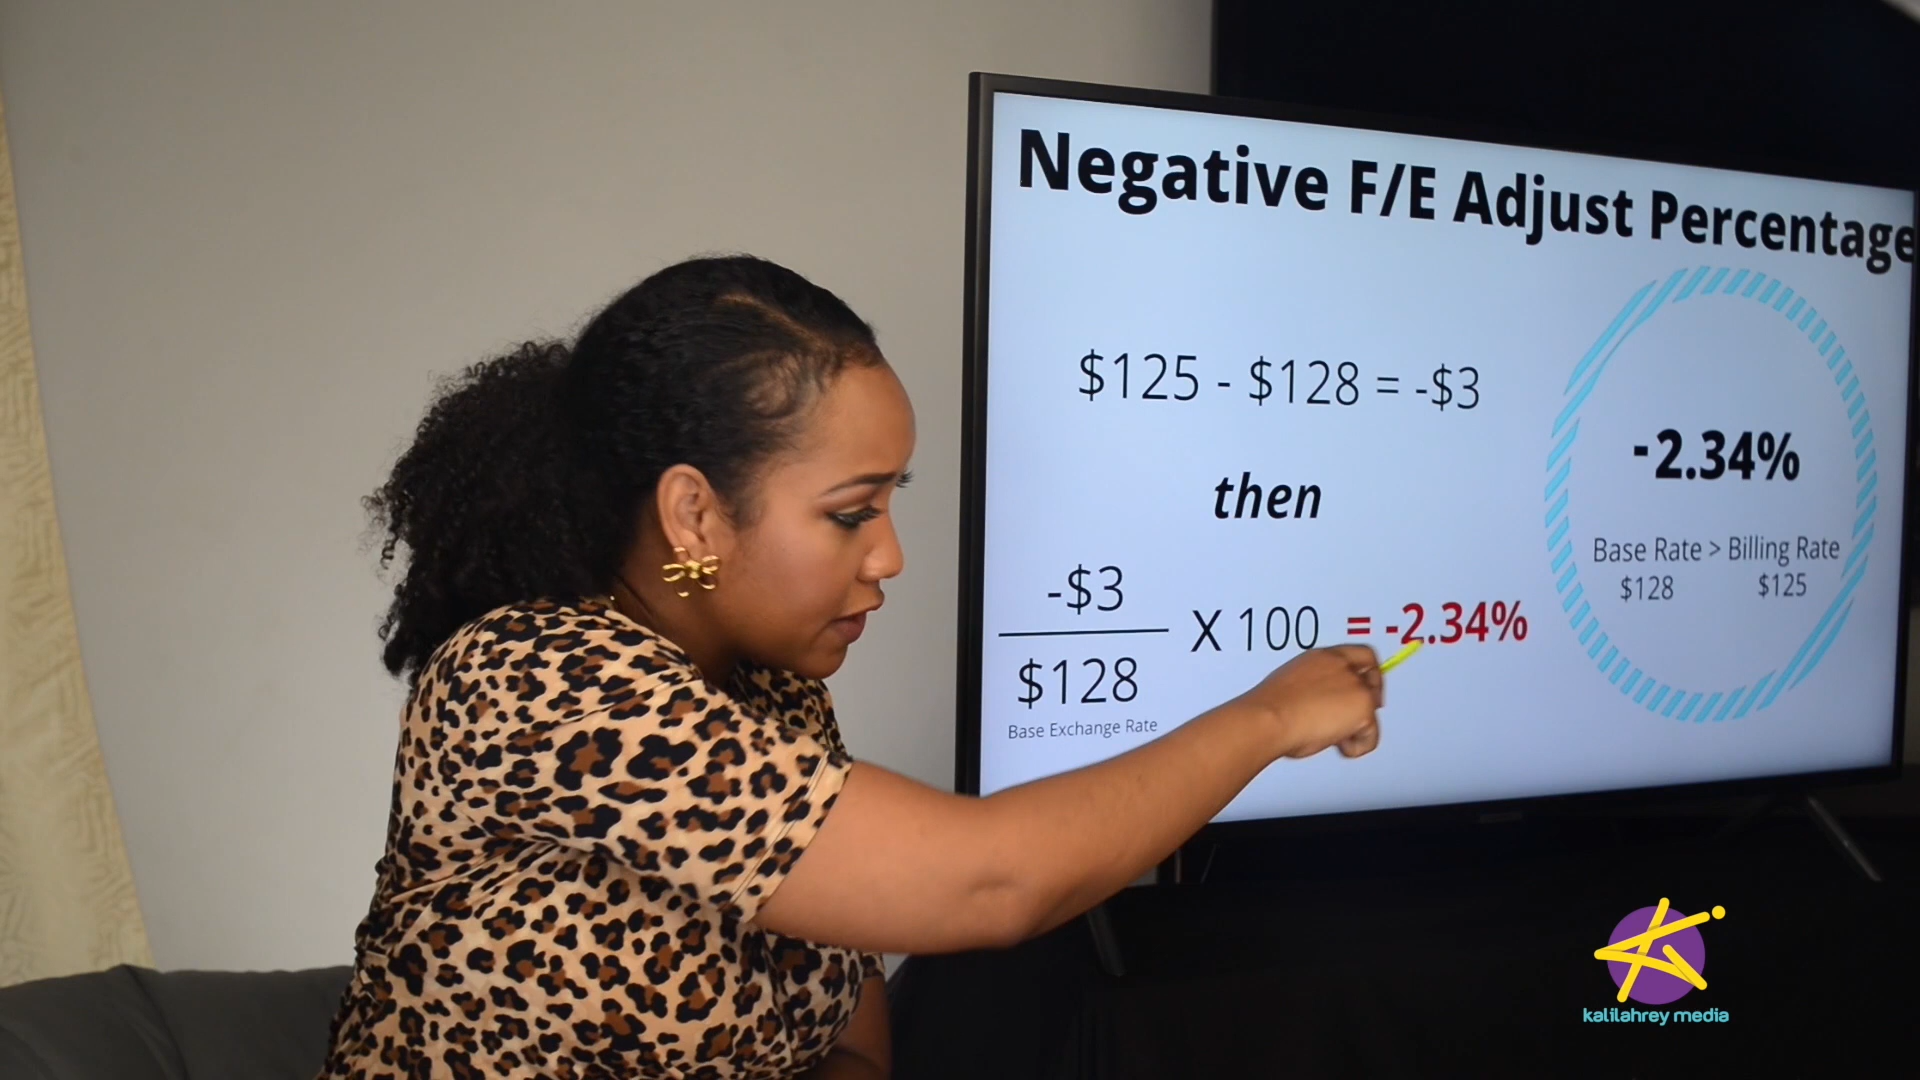 Negative F/E Adjust Percentage
$125 - $128 = -$3
then
-$3
$128
Base Exchange Rate
X 100 = -2.34%
-2.34%
Base Rate > Billing Rate
$128 $125
kalilahrey media